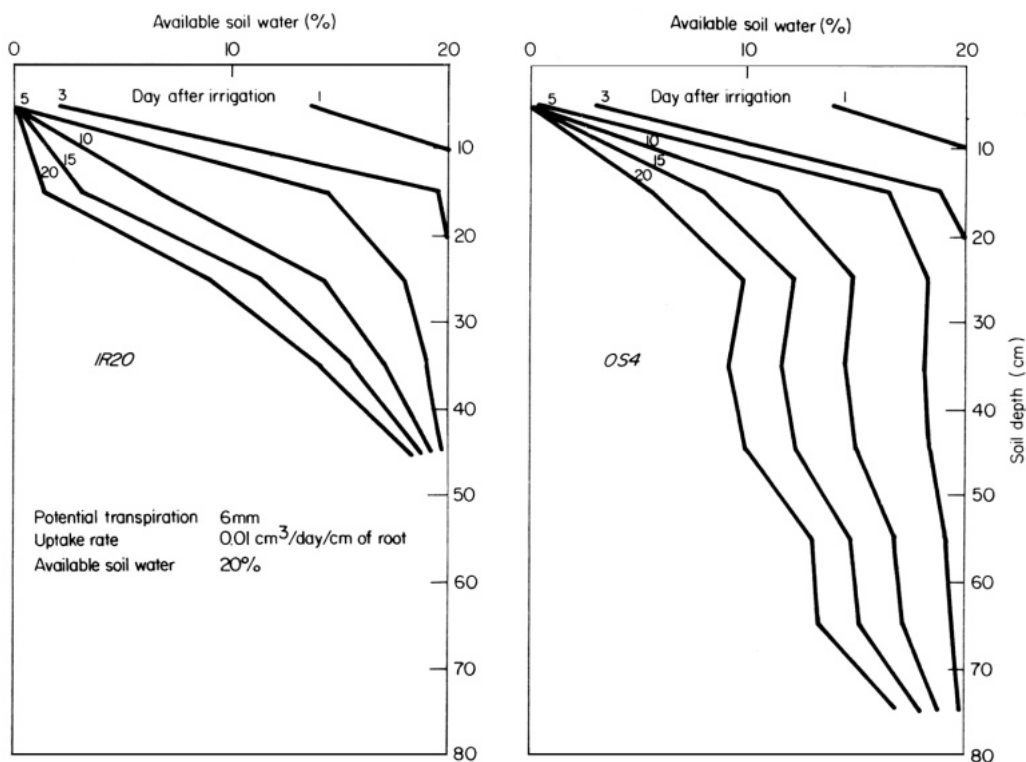 Available soil water (%)
0 10 20
5 3 Day after irrigation 1
10
15
20
10
20
30
40
50
60
70
80
IR20
Potential transpiration 6mm
Uptake rate 0.01 cm³/day/cm of root
Available soil water 20%
Available soil water (%)
0 10 20
5 3 Day after irrigation 1
10
15
20
10
20
30
40
50
60
70
80
OS4
Soil depth (cm)